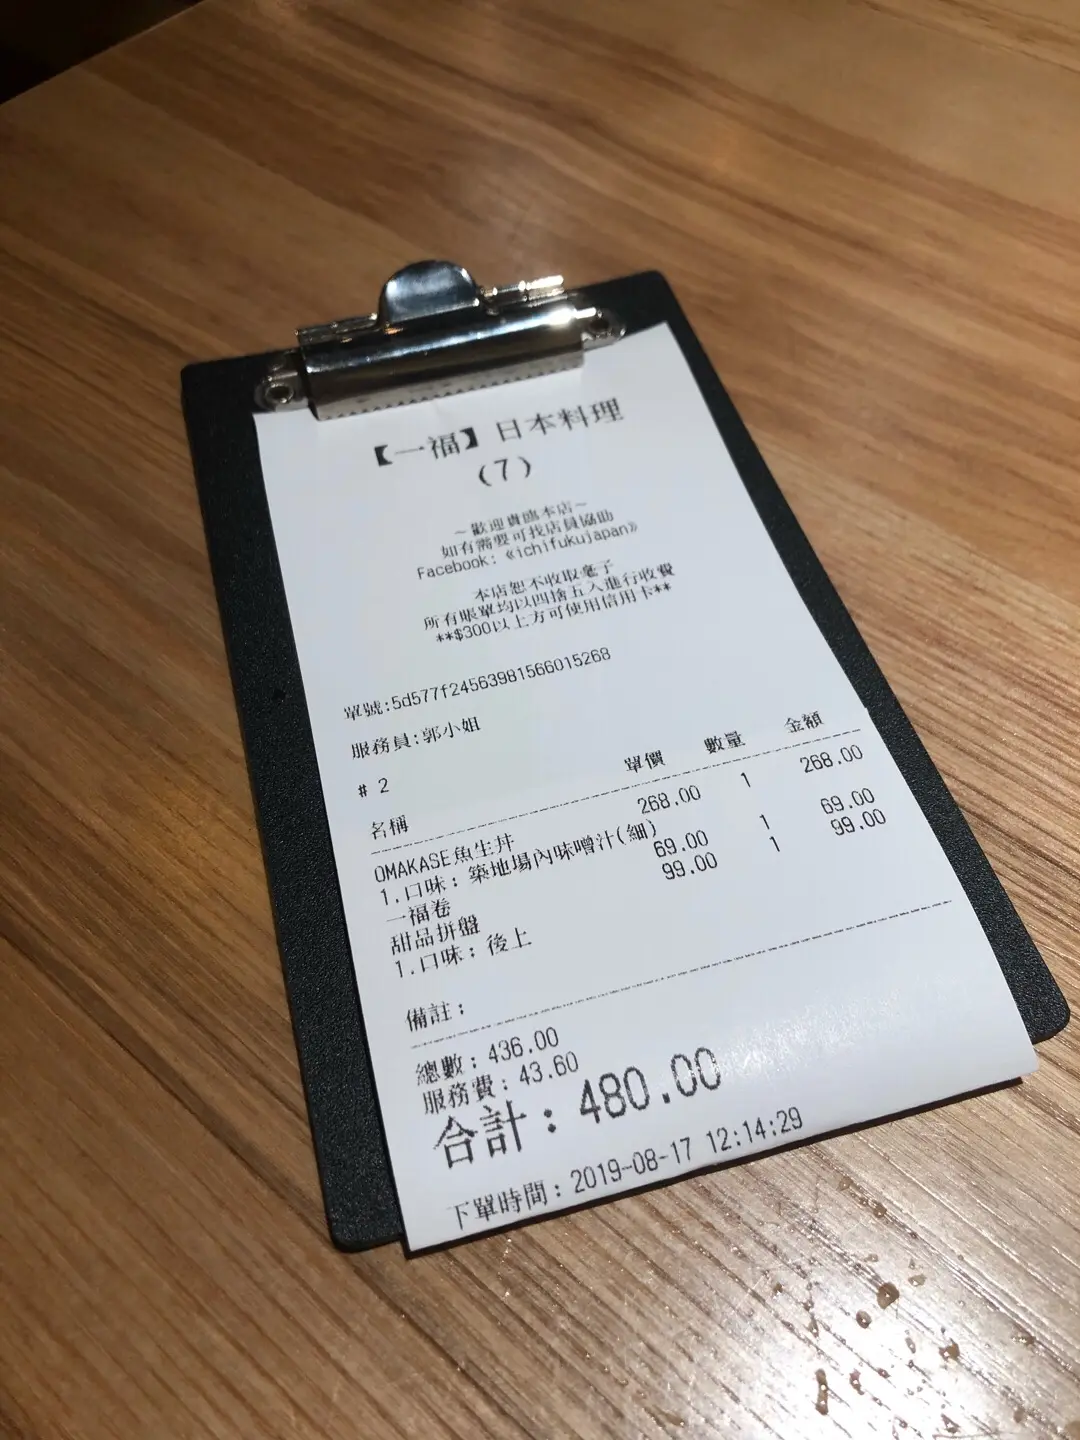 【一福】日本料理
(7)
~歡迎貴臨本店~
如有需要可找店員協助
Facebook:《ichifukujapan》
本店恕不收取毫子
所有賬單均以四捨五入進行收費
**$300以上方可使用信用卡**
單號:5d577f24563981566015268
服務員:郭小姐
# 2
名稱 單價 數量 金額
OMAKASE魚生丼 268.00 1 268.00
1.口味: 築地場內味噌汁(細)
一福卷 69.00 1 69.00
甜品拼盤 99.00 1 99.00
1.口味: 後上
備註:
總數: 436.00
服務費: 43.60
合計: 480.00
下單時間: 2019-08-17 12:14:29